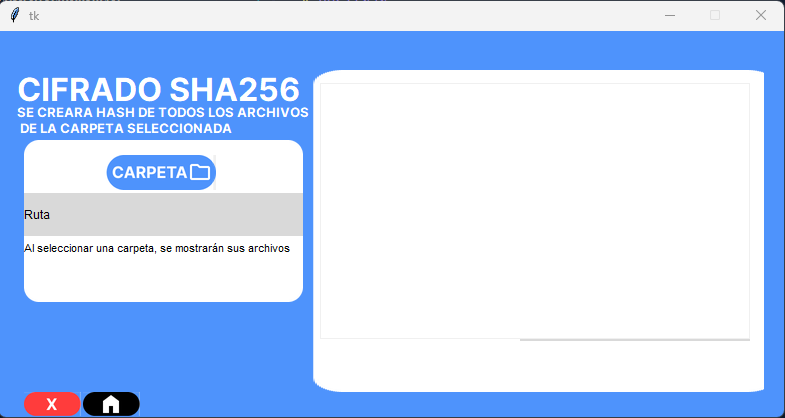 tk
CIFRADO SHA256
SE CREARA HASH DE TODOS LOS ARCHIVOS
DE LA CARPETA SELECCIONADA
CARPETA
Ruta
Al seleccionar una carpeta, se mostrarán sus archivos
X